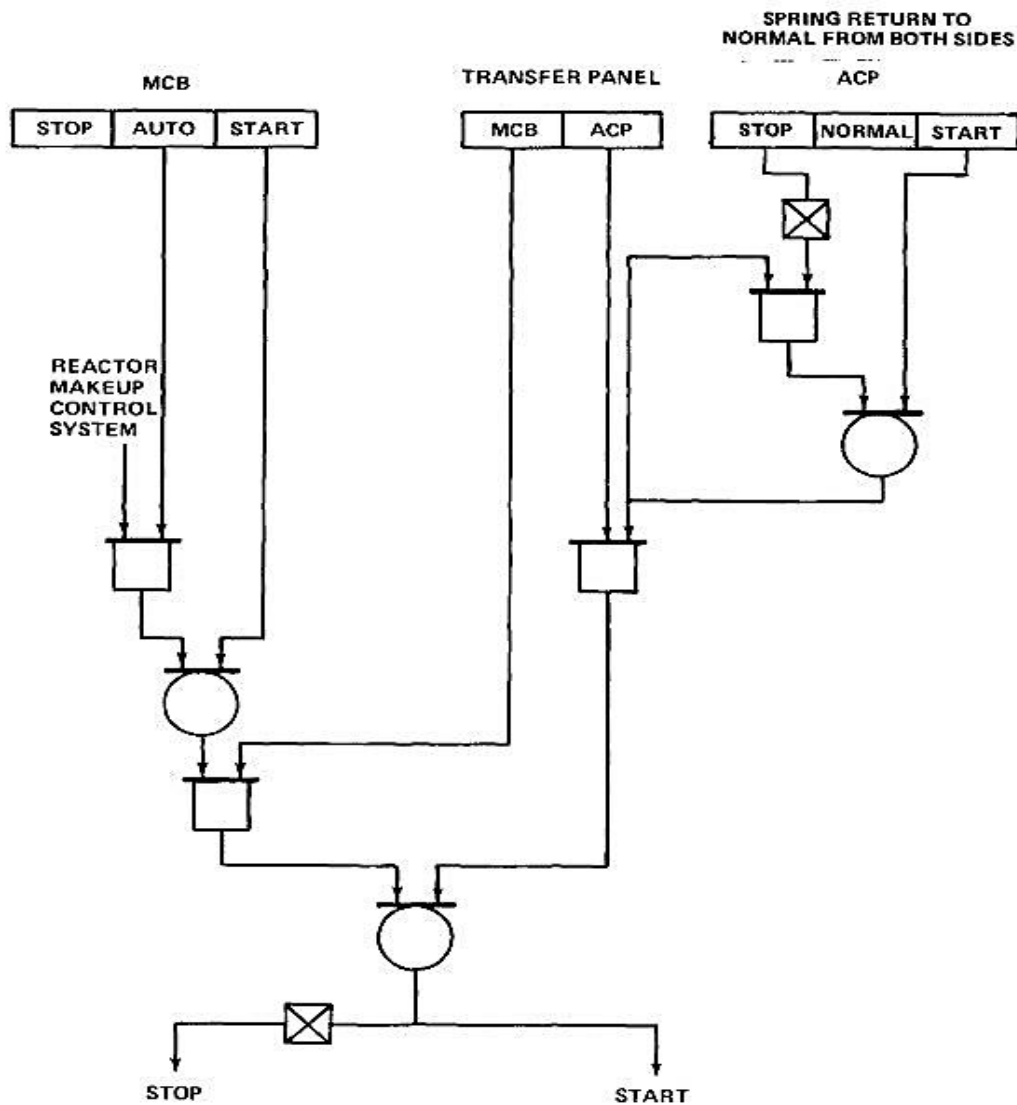 SPRING RETURN TO
NORMAL FROM BOTH SIDES
MCB
TRANSFER PANEL
ACP
STOP
AUTO
START
MCB
ACP
STOP
NORMAL
START
REACTOR
MAKEUP
CONTROL
SYSTEM
STOP
START